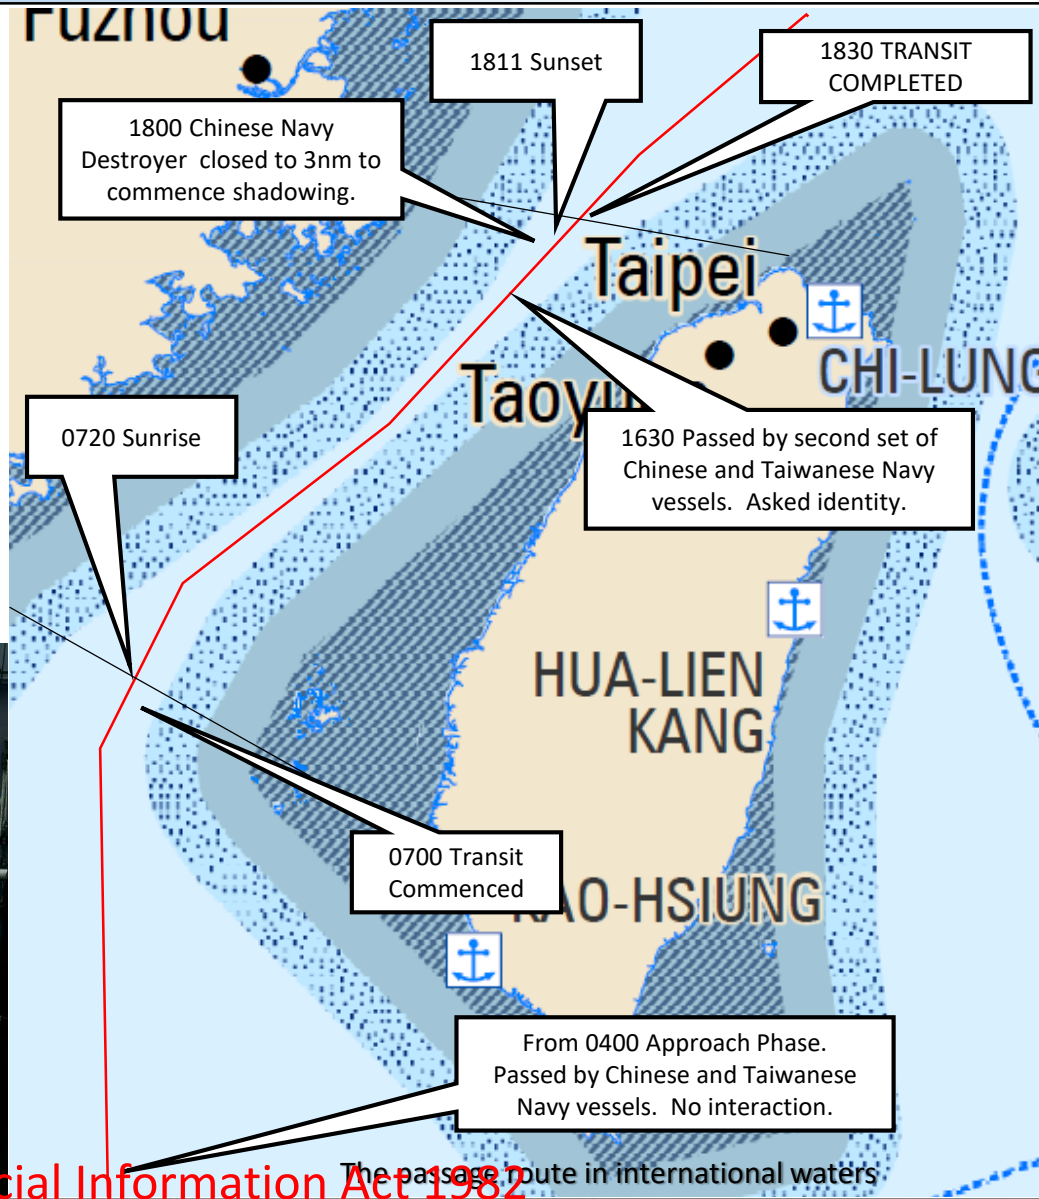 Fuzhou
1811 Sunset
1830 TRANSIT
COMPLETED
1800 Chinese Navy
Destroyer closed to 3nm to
commence shadowing.
Taipei
CHI-LUNG
Taoyu
0720 Sunrise
1630 Passed by second set of
Chinese and Taiwanese Navy
vessels. Asked identity.
HUA-LIEN
KANG
0700 Transit
Commenced
KAO-HSIUNG
From 0400 Approach Phase.
Passed by Chinese and Taiwanese
Navy vessels. No interaction.
The passage route in international waters
cial Information Act 1982